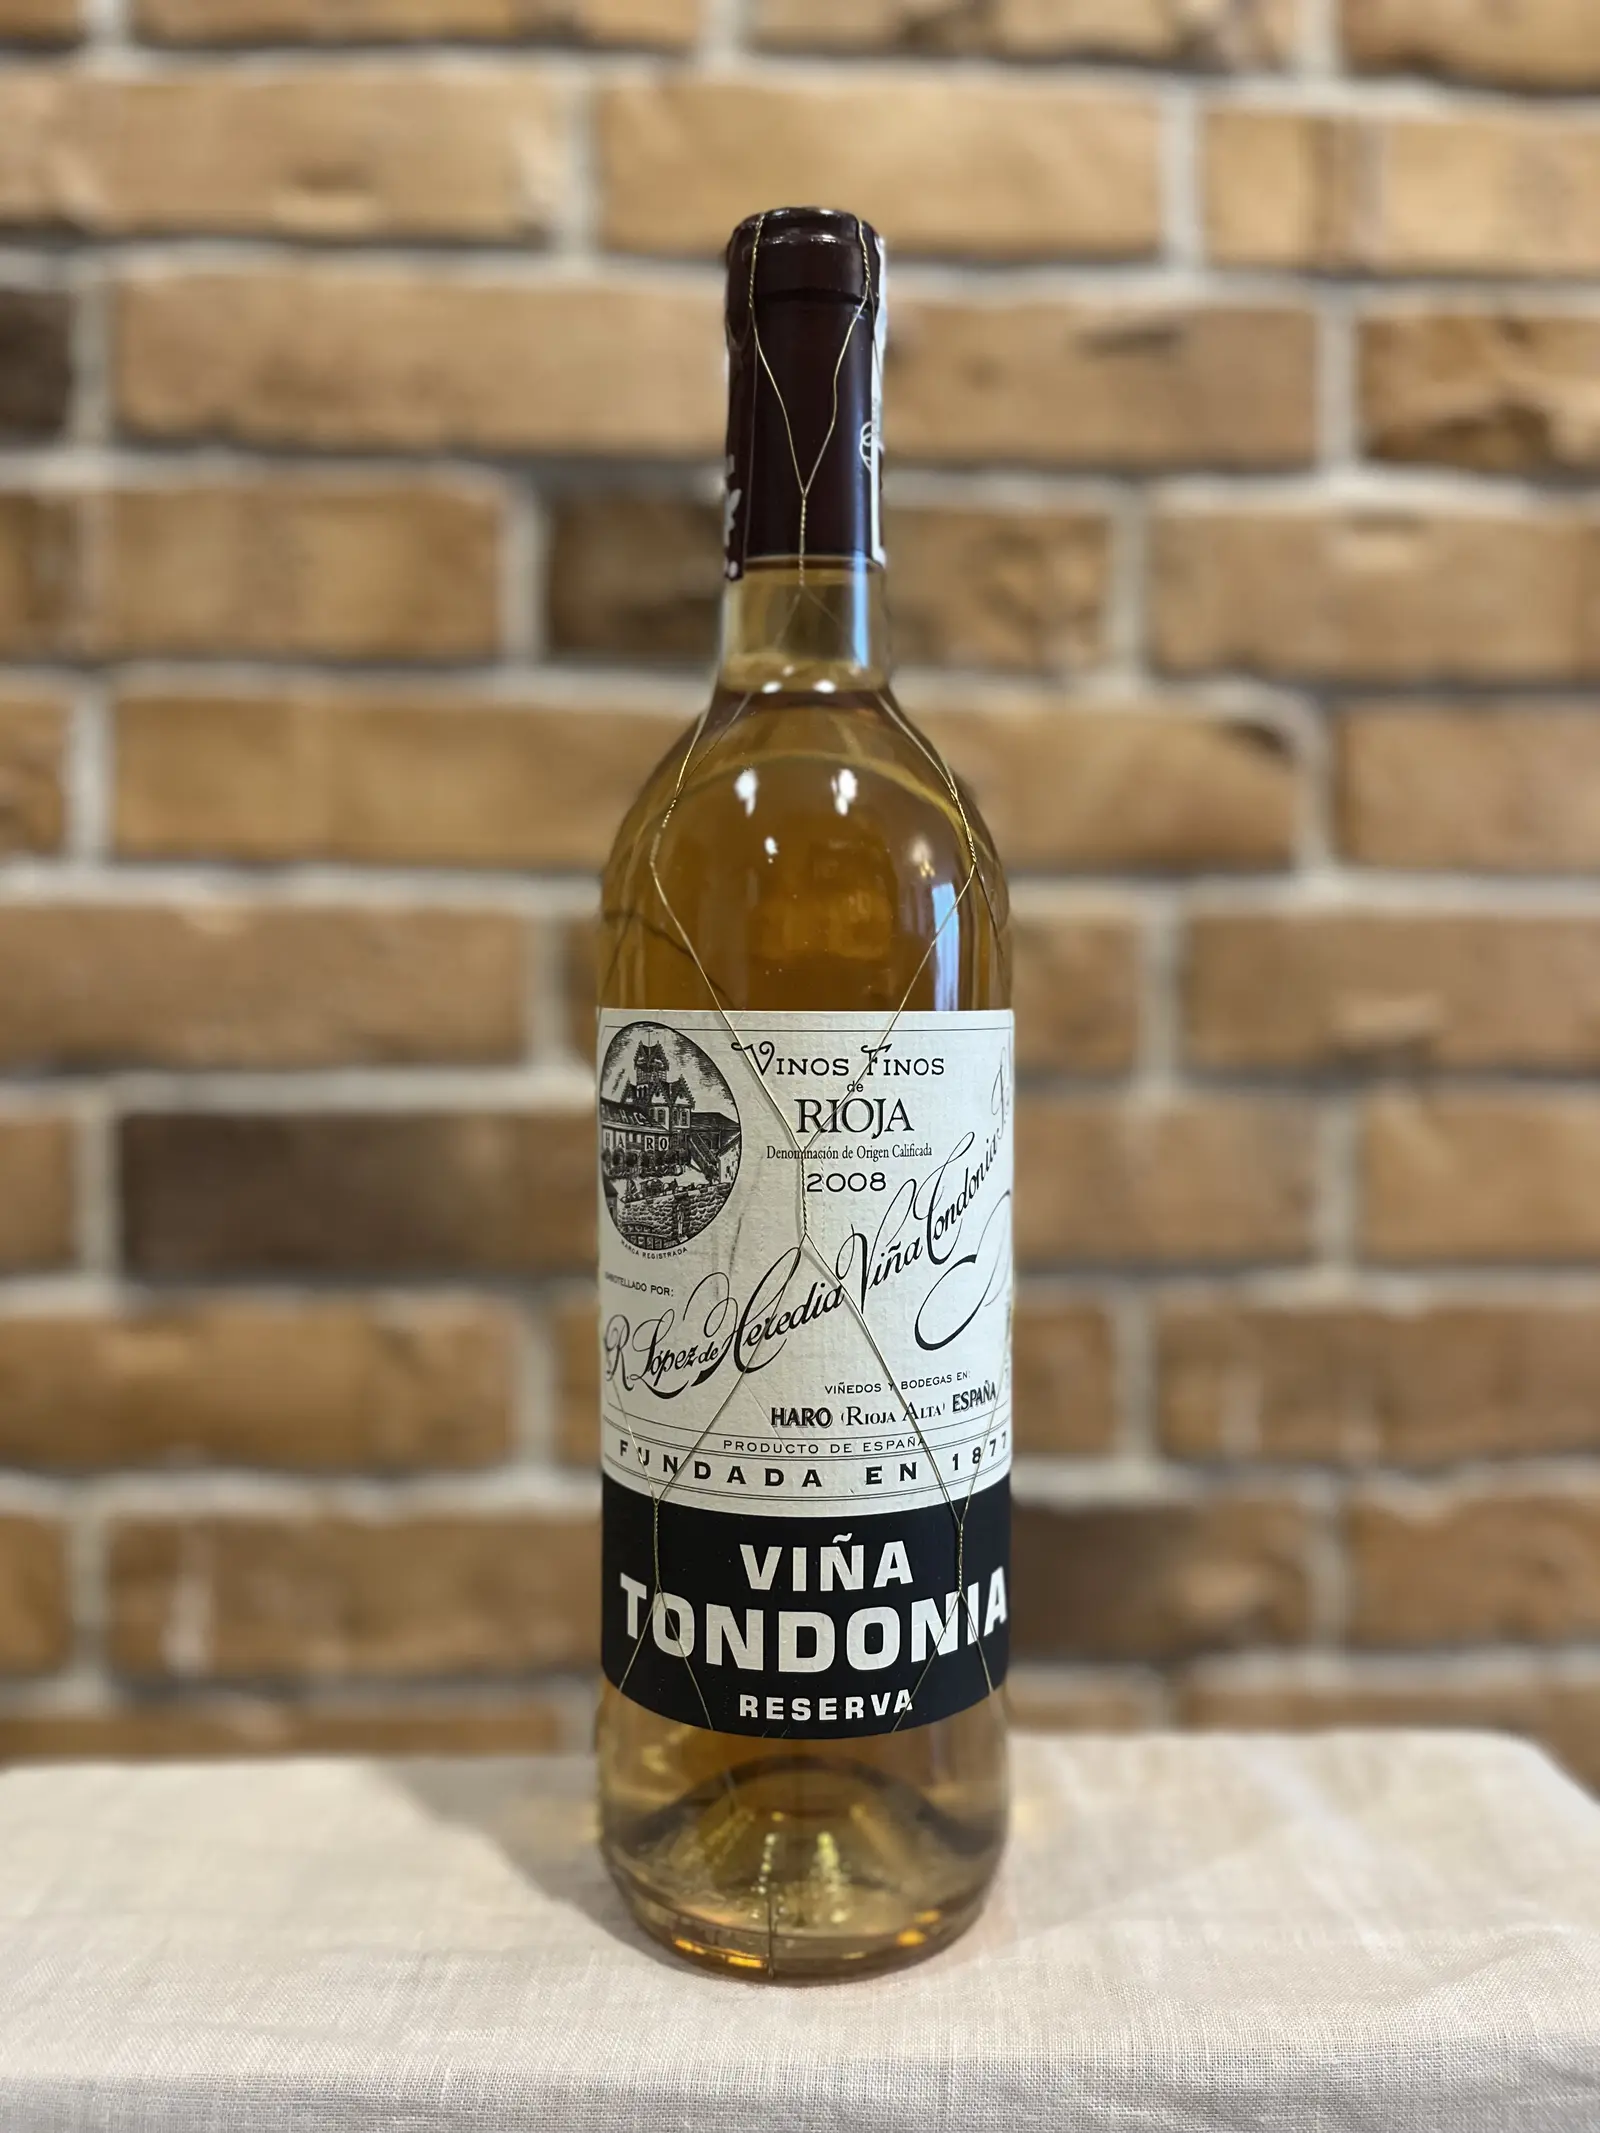 VINOS FINOS
de
RIOJA
Denominación de Origen Calificada
2008
HARO
MARCA REGISTRADA
EMBOTELLADO POR:
R. López de Heredia Viña Tondonia
VIÑEDOS Y BODEGAS EN:
HARO (RIOJA ALTA) ESPAÑA
PRODUCTO DE ESPAÑA
FUNDADA EN 1877
VIÑA
TONDONIA
RESERVA